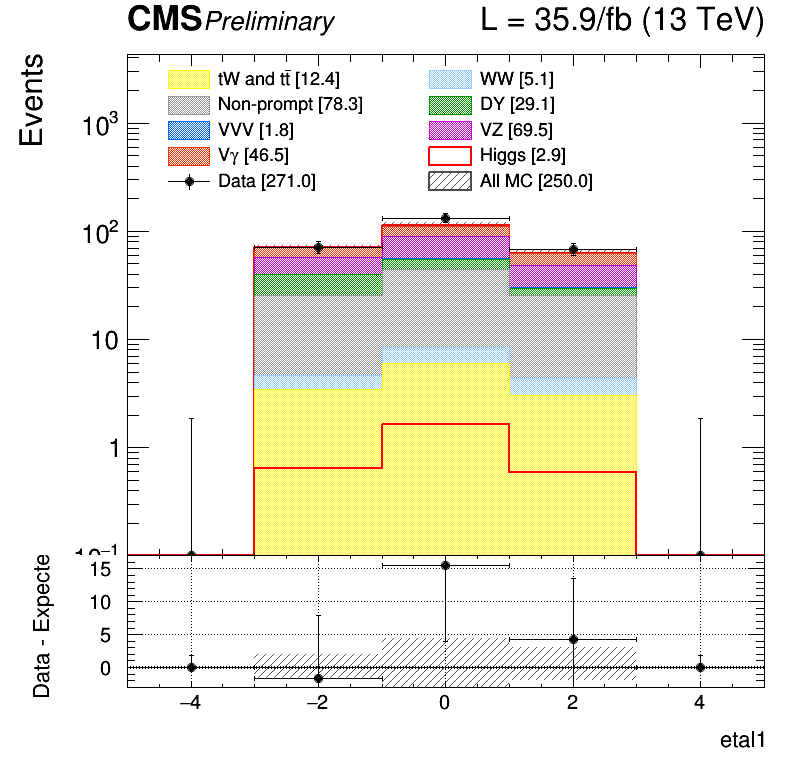 CMS Preliminary L = 35.9/fb (13 TeV)
Events
tW and tt̄ [12.4] WW [5.1]
Non-prompt [78.3] DY [29.1]
VVV [1.8] VZ [69.5]
Vγ [46.5] Higgs [2.9]
Data [271.0] All MC [250.0]
10³
10²
10
1
Data - Expecte
15
10
5
0
−4 −2 0 2 4
etal1